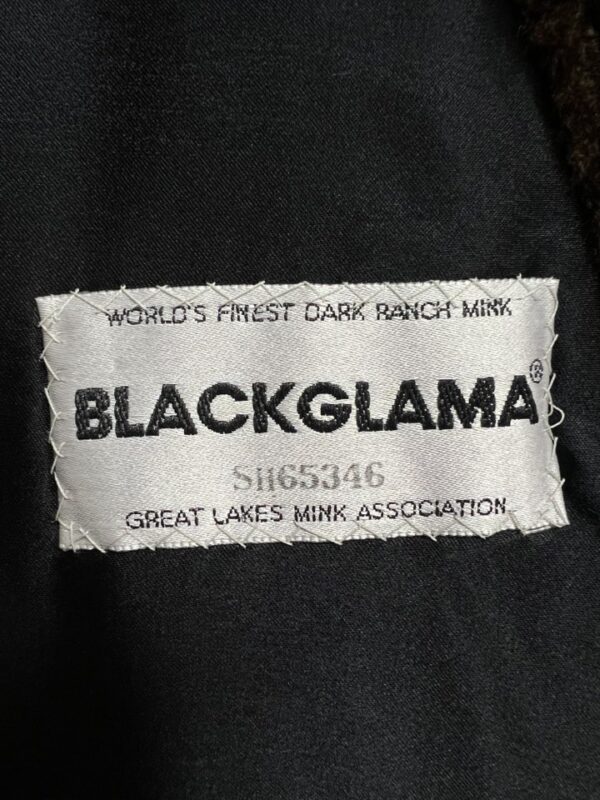 WORLD'S FINEST DARK RANCH MINK
BLACKGLAMA®
SH65346
GREAT LAKES MINK ASSOCIATION